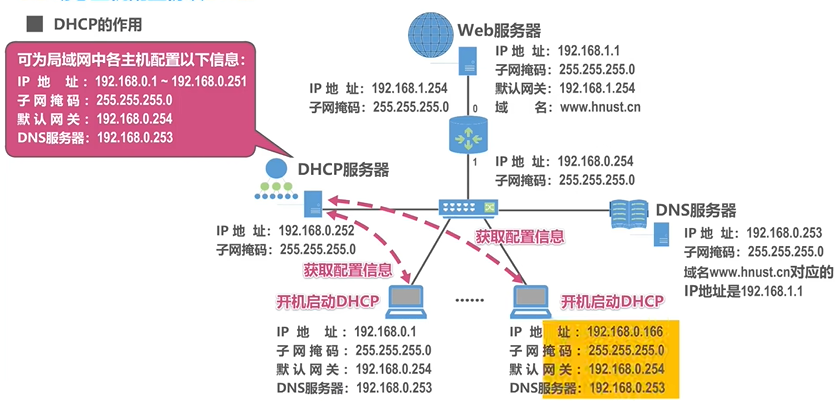 DHCP的作用
可为局域网中各主机配置以下信息：
IP 地 址：192.168.0.1 ~ 192.168.0.251
子网掩码：255.255.255.0
默认网关：192.168.0.254
DNS服务器：192.168.0.253
Web服务器
IP 地 址：192.168.1.1
子网掩码：255.255.255.0
默认网关：192.168.1.254
域 名：www.hnust.cn
IP 地 址：192.168.1.254
子网掩码：255.255.255.0
0
1
IP 地 址：192.168.0.254
子网掩码：255.255.255.0
DHCP服务器
IP 地 址：192.168.0.252
子网掩码：255.255.255.0
DNS服务器
IP 地 址：192.168.0.253
子网掩码：255.255.255.0
域名www.hnust.cn对应的
IP地址是192.168.1.1
获取配置信息
获取配置信息
开机启动DHCP
······
开机启动DHCP
IP 地 址：192.168.0.1
子网掩码：255.255.255.0
默认网关：192.168.0.254
DNS服务器：192.168.0.253
IP 地 址：192.168.0.166
子网掩码：255.255.255.0
默认网关：192.168.0.254
DNS服务器：192.168.0.253